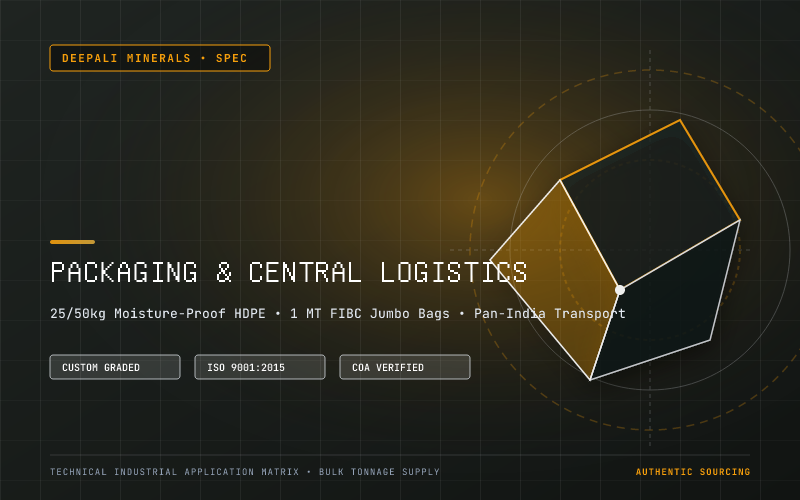 DEEPALI MINERALS • SPEC
PACKAGING & CENTRAL LOGISTICS
25/50kg Moisture-Proof HDPE • 1 MT FIBC Jumbo Bags • Pan-India Transport
CUSTOM GRADED
ISO 9001:2015
COA VERIFIED
TECHNICAL INDUSTRIAL APPLICATION MATRIX • BULK TONNAGE SUPPLY
AUTHENTIC SOURCING